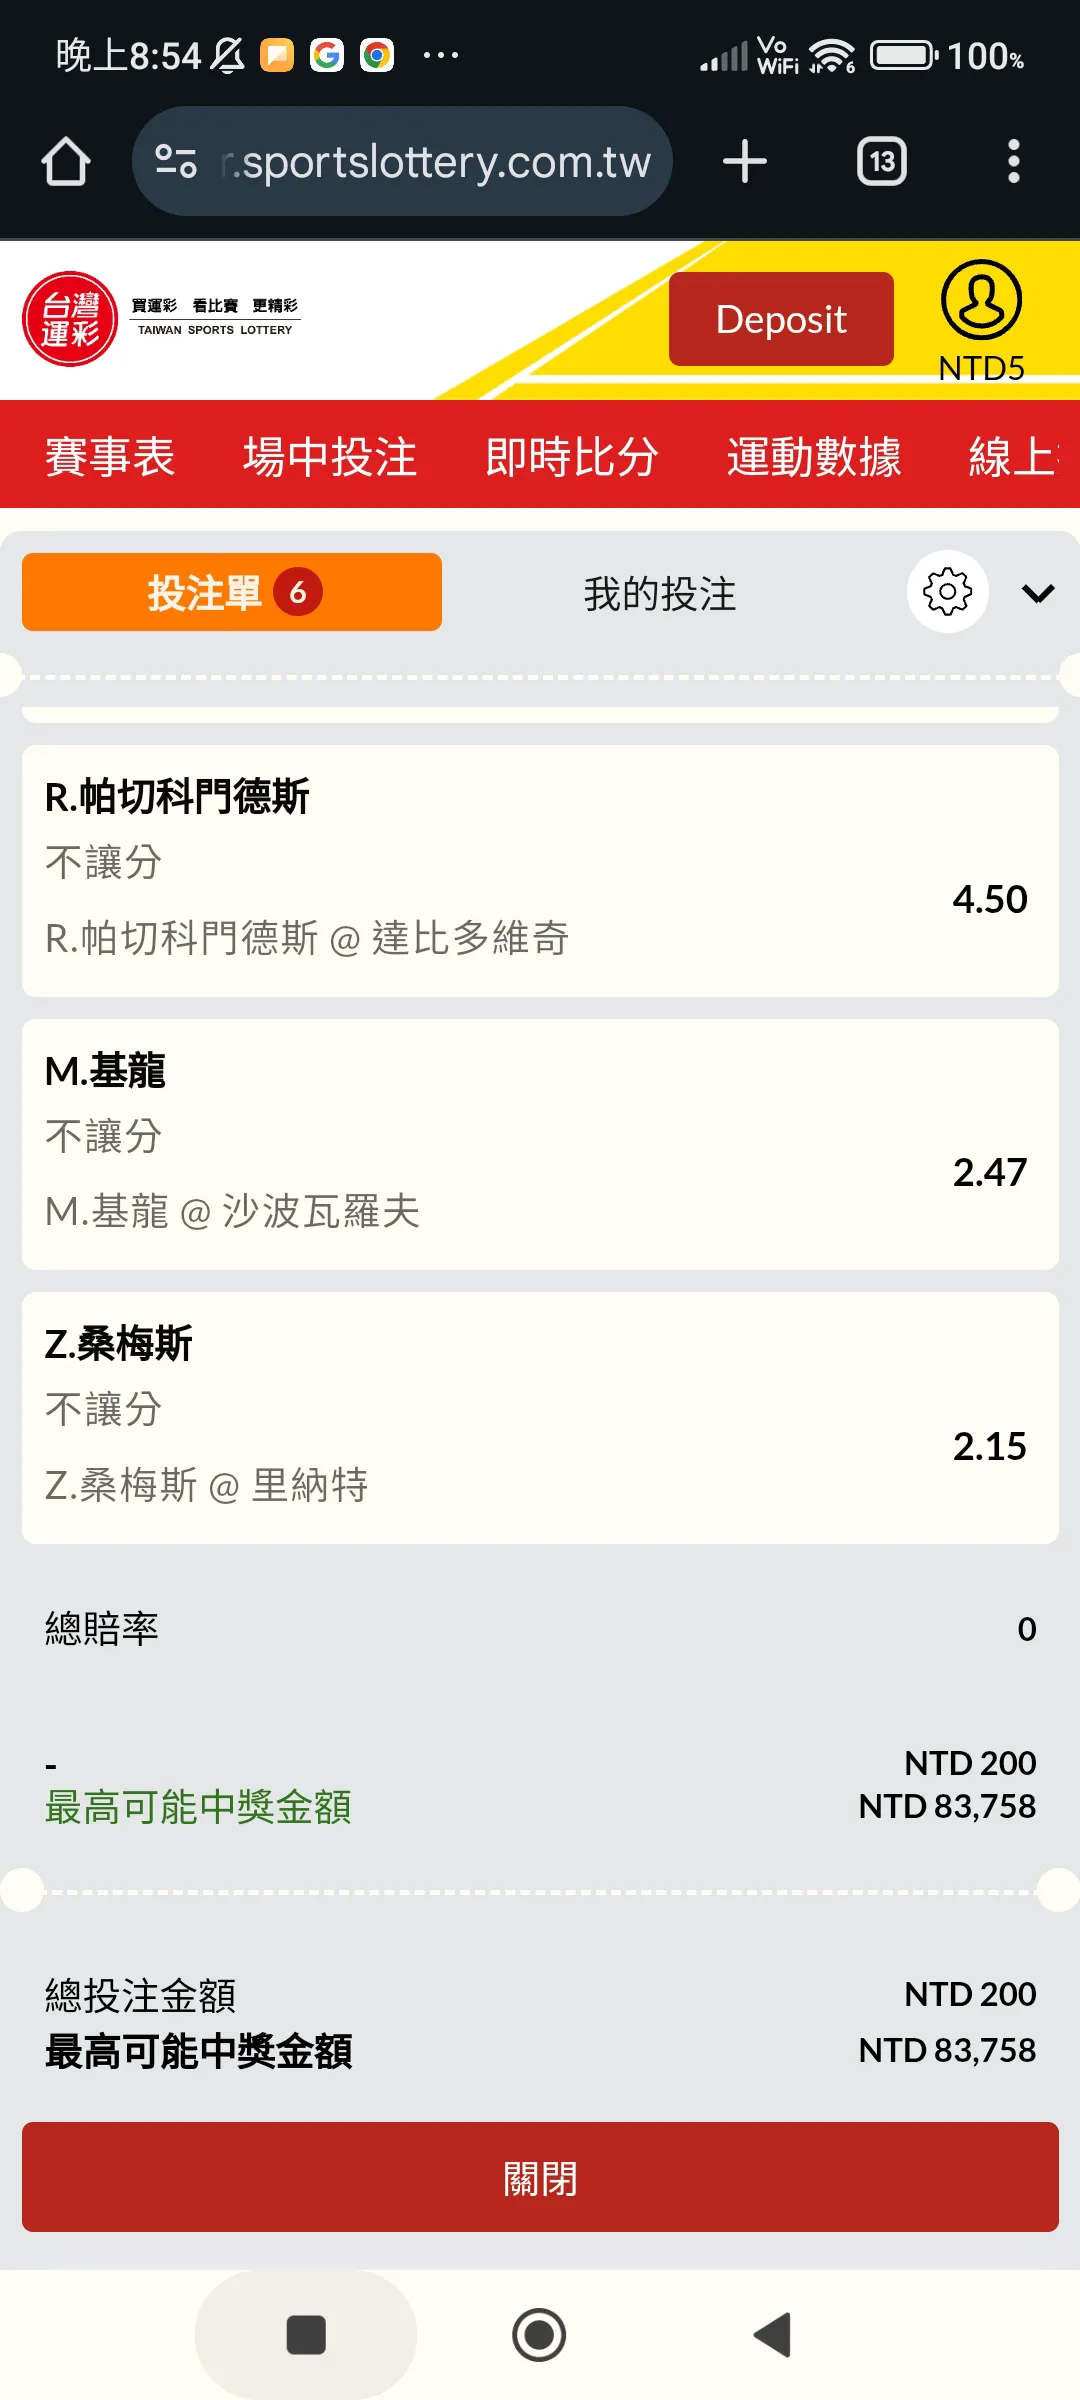 晚上8:54
Vo
WiFi
6
100%
r.sportslottery.com.tw
13
台灣
運彩
買運彩 看比賽 更精彩
TAIWAN SPORTS LOTTERY
Deposit
NTD5
賽事表
場中投注
即時比分
運動數據
線上
投注單 6
我的投注
R.帕切科門德斯
不讓分
4.50
R.帕切科門德斯 @ 達比多維奇
M.基龍
不讓分
2.47
M.基龍 @ 沙波瓦羅夫
Z.桑梅斯
不讓分
2.15
Z.桑梅斯 @ 里納特
總賠率
0
-
NTD 200
最高可能中獎金額
NTD 83,758
總投注金額
NTD 200
最高可能中獎金額
NTD 83,758
關閉